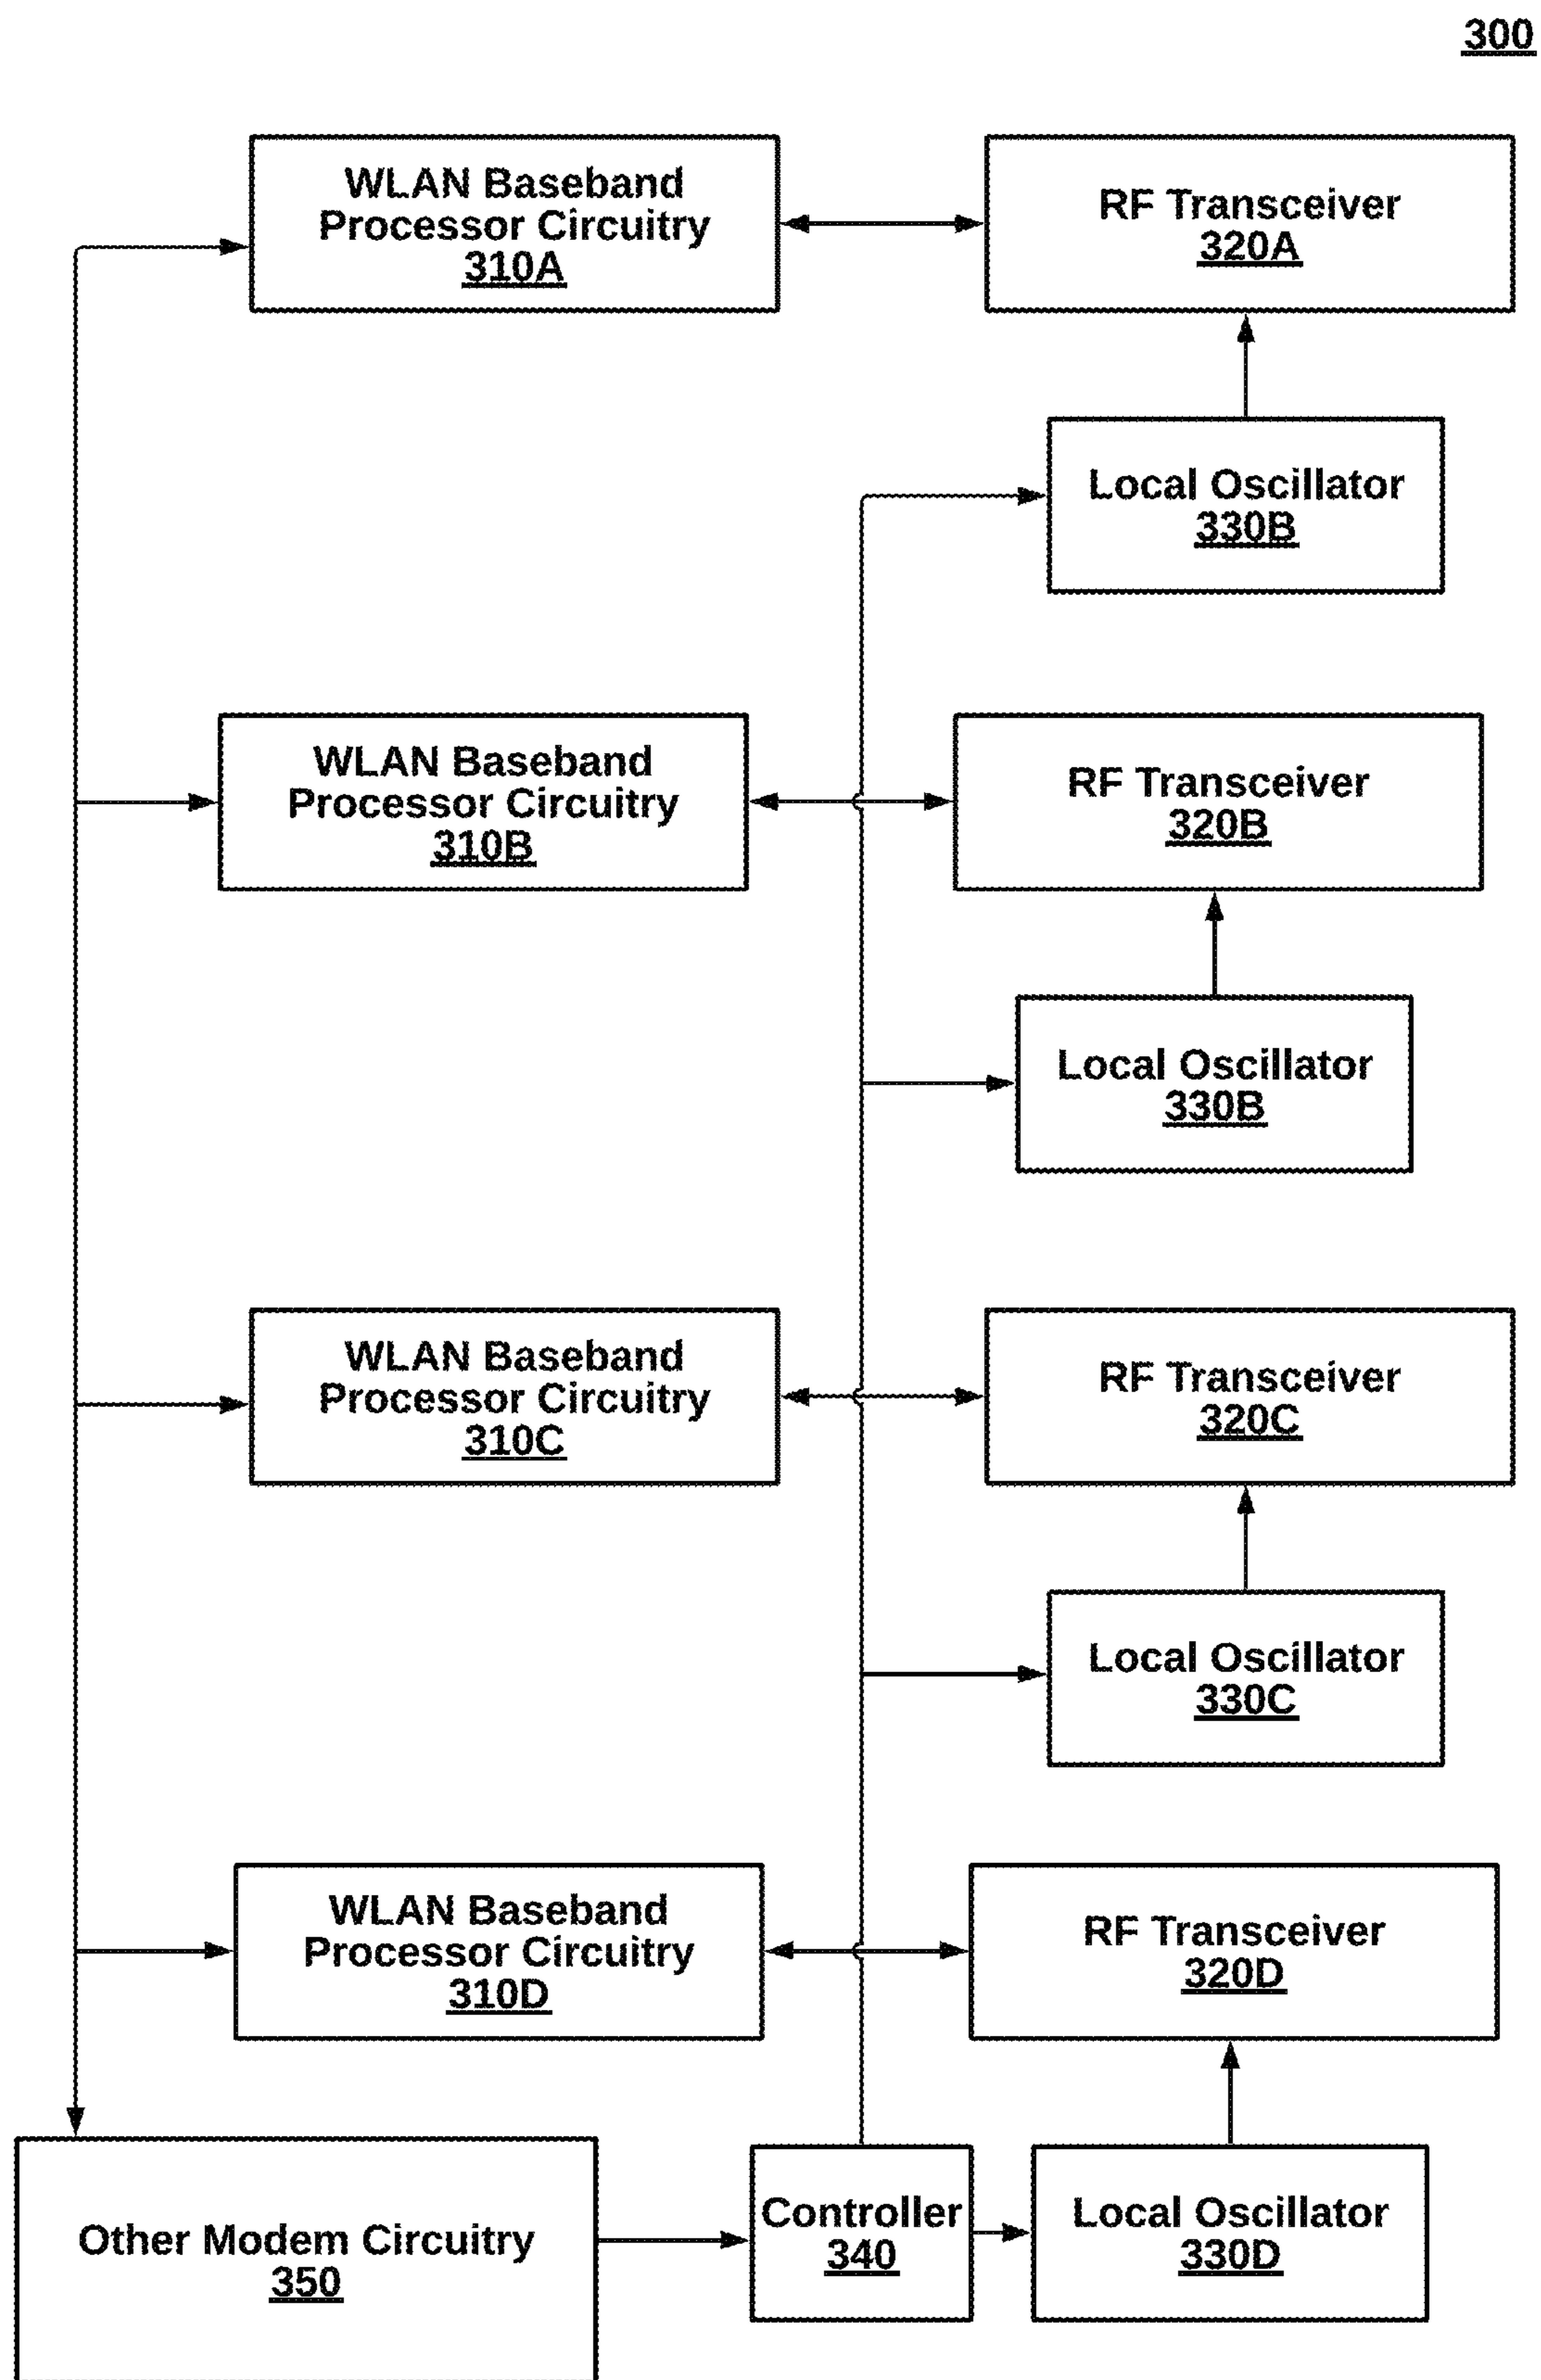 300
WLAN Baseband
Processor Circuitry
310A
RF Transceiver
320A
Local Oscillator
330B
WLAN Baseband
Processor Circuitry
310B
RF Transceiver
320B
Local Oscillator
330B
WLAN Baseband
Processor Circuitry
310C
RF Transceiver
320C
Local Oscillator
330C
WLAN Baseband
Processor Circuitry
310D
RF Transceiver
320D
Other Modem Circuitry
350
Controller
340
Local Oscillator
330D